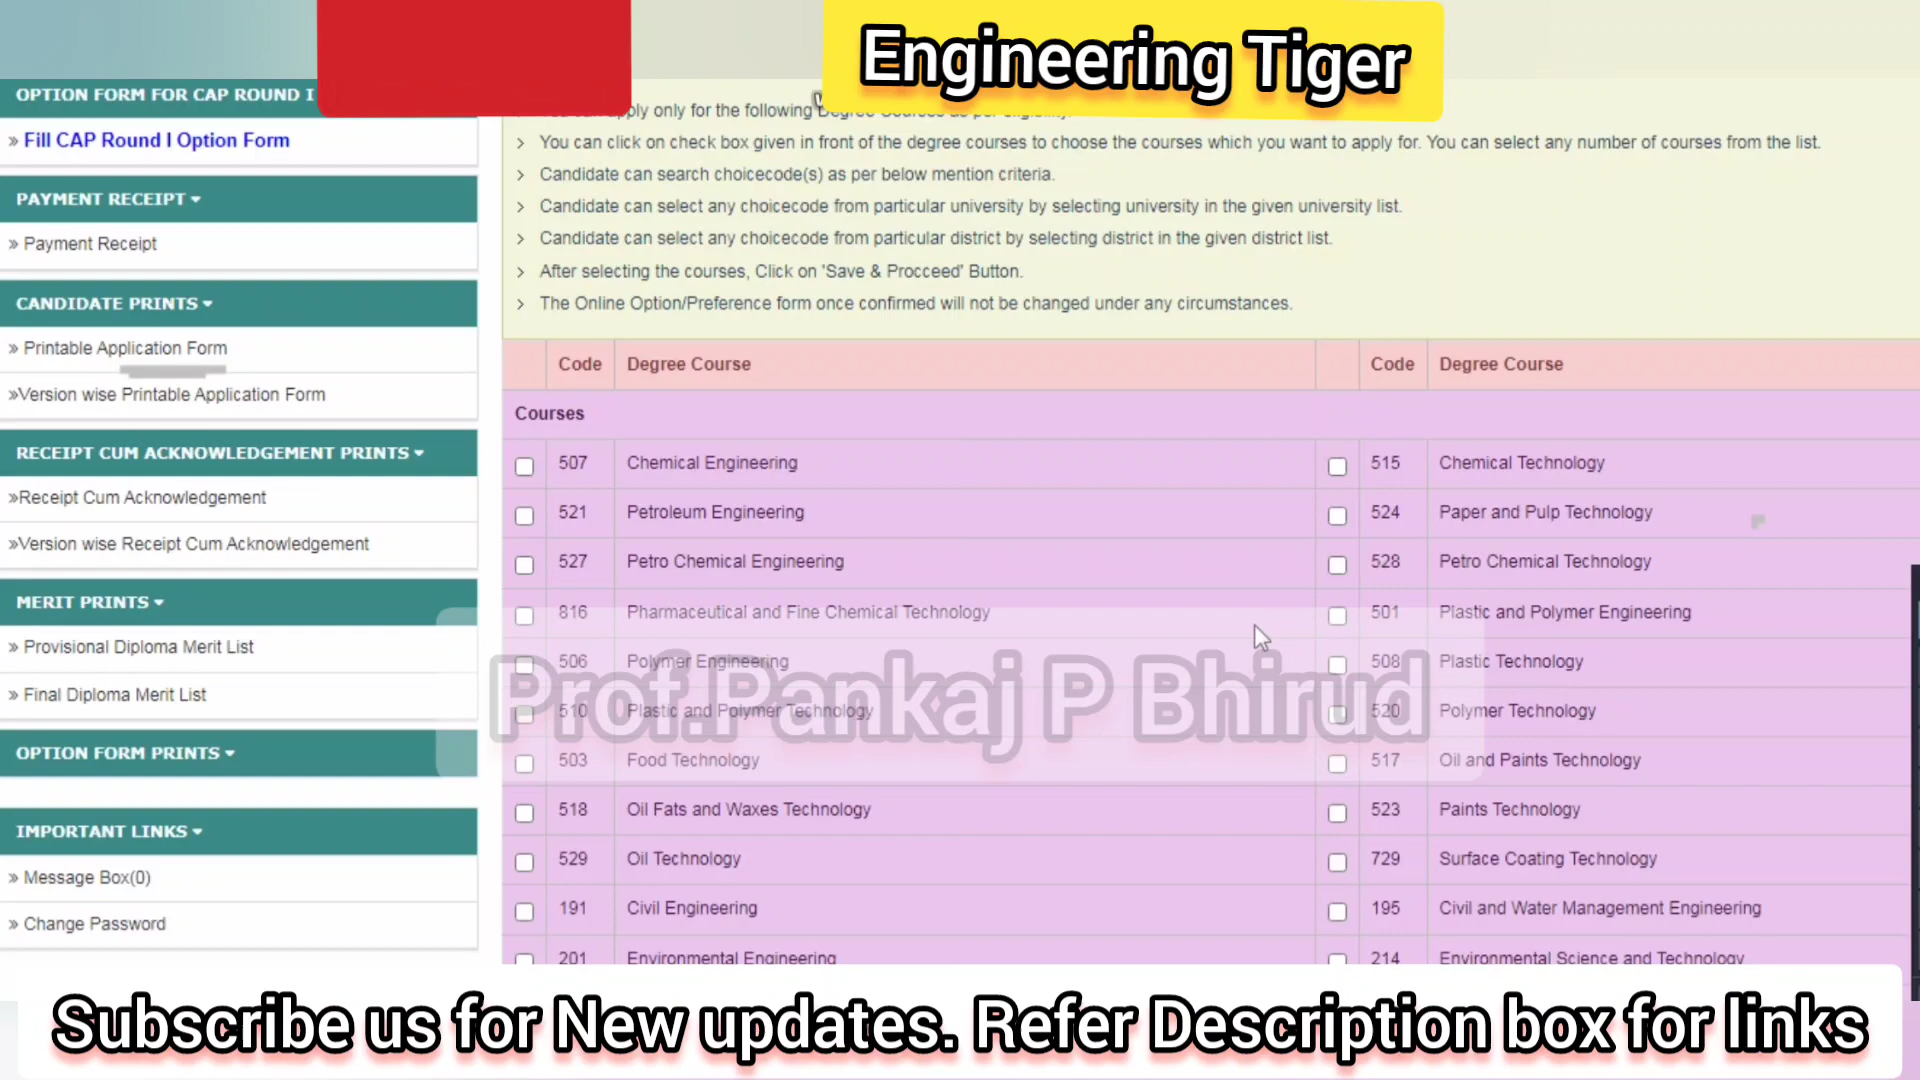 Engineering Tiger
OPTION FORM FOR CAP ROUND I
» Fill CAP Round I Option Form
PAYMENT RECEIPT
» Payment Receipt
CANDIDATE PRINTS
» Printable Application Form
»Version wise Printable Application Form
RECEIPT CUM ACKNOWLEDGEMENT PRINTS
»Receipt Cum Acknowledgement
»Version wise Receipt Cum Acknowledgement
MERIT PRINTS
» Provisional Diploma Merit List
» Final Diploma Merit List
OPTION FORM PRINTS
IMPORTANT LINKS
» Message Box(0)
» Change Password
only for the following Degree Courses as per eligibility.
> You can click on check box given in front of the degree courses to choose the courses which you want to apply for. You can select any number of courses from the list.
> Candidate can search choicecode(s) as per below mention criteria.
> Candidate can select any choicecode from particular university by selecting university in the given university list.
> Candidate can select any choicecode from particular district by selecting district in the given district list.
> After selecting the courses, Click on 'Save & Procceed' Button.
> The Online Option/Preference form once confirmed will not be changed under any circumstances.
Code Degree Course Code Degree Course
Courses
507 Chemical Engineering 515 Chemical Technology
521 Petroleum Engineering 524 Paper and Pulp Technology
527 Petro Chemical Engineering 528 Petro Chemical Technology
816 Pharmaceutical and Fine Chemical Technology 501 Plastic and Polymer Engineering
506 Polymer Engineering 508 Plastic Technology
510 Plastic and Polymer Technology 520 Polymer Technology
503 Food Technology 517 Oil and Paints Technology
518 Oil Fats and Waxes Technology 523 Paints Technology
529 Oil Technology 729 Surface Coating Technology
191 Civil Engineering 195 Civil and Water Management Engineering
201 Environmental Engineering 214 Environmental Science and Technology
Prof.Pankaj P Bhirud
Subscribe us for New updates. Refer Description box for links